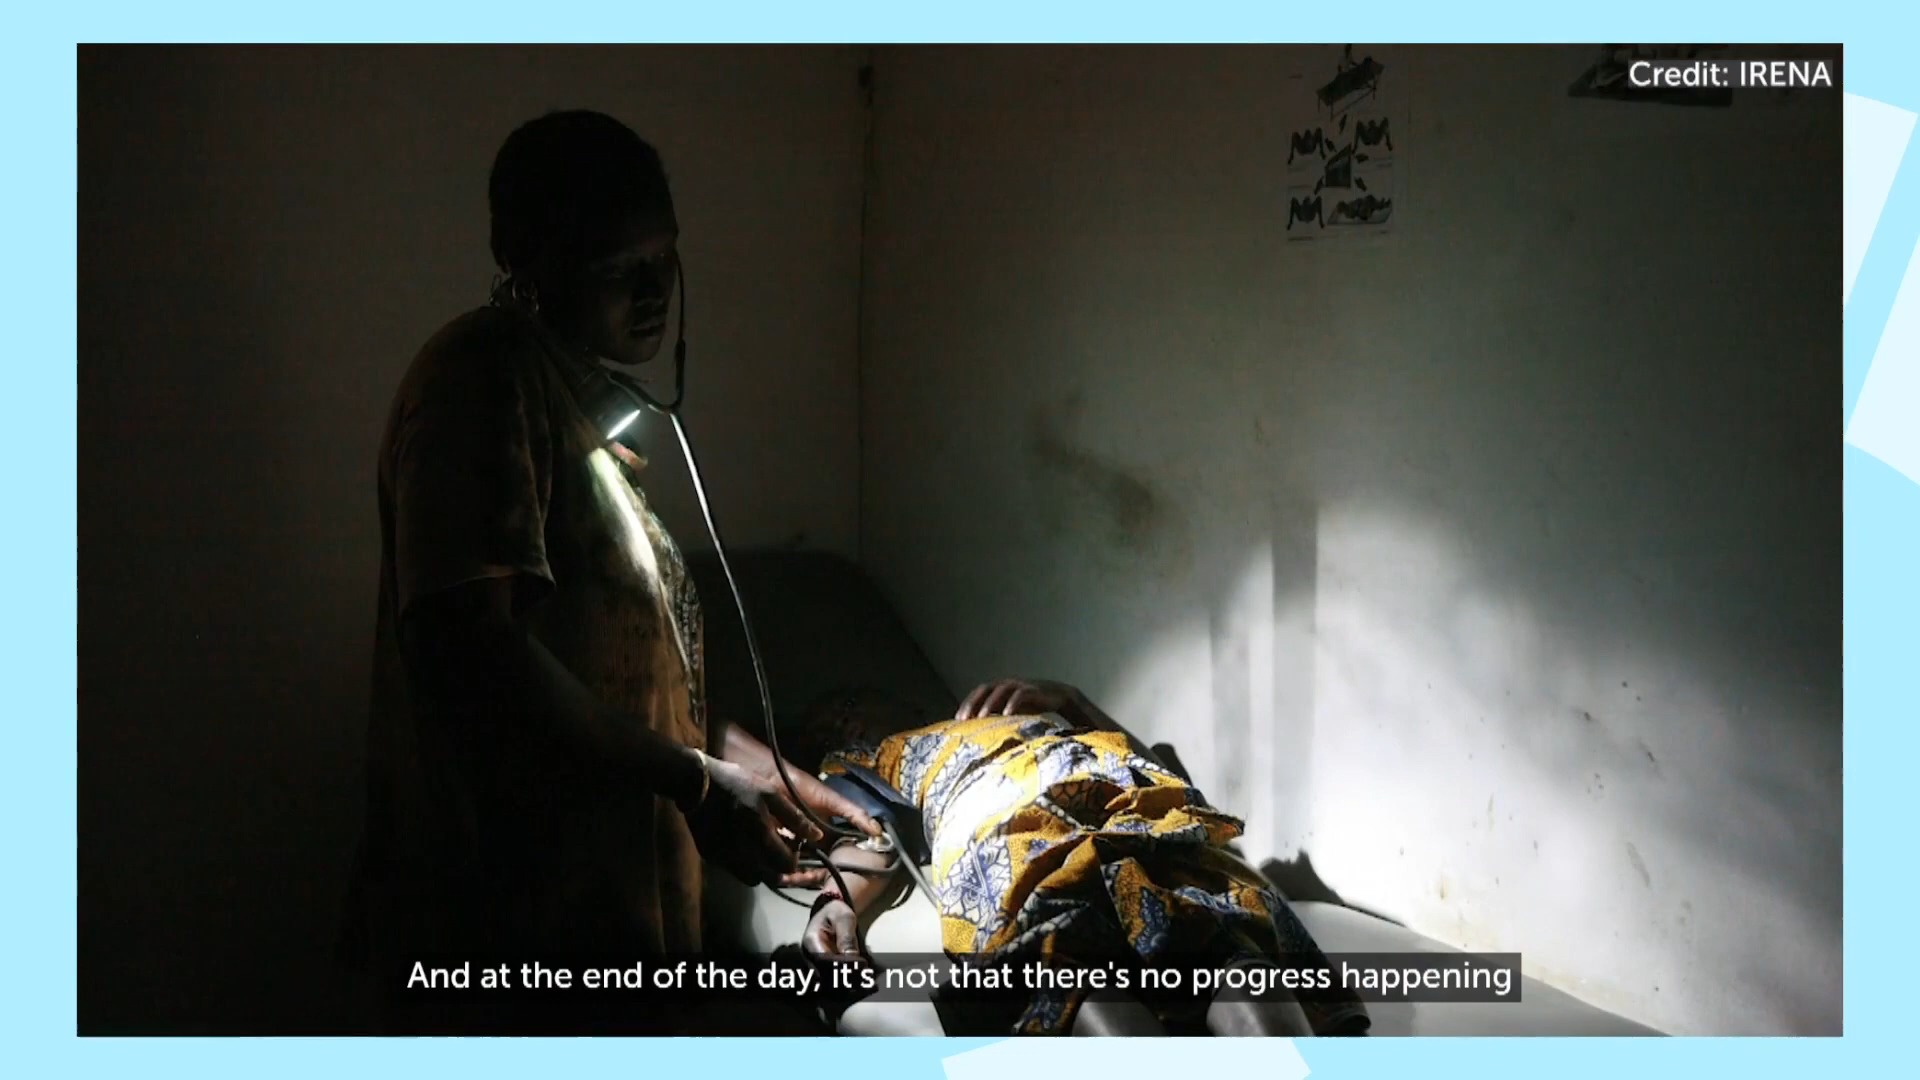 Credit: IRENA
And at the end of the day, it's not that there's no progress happening